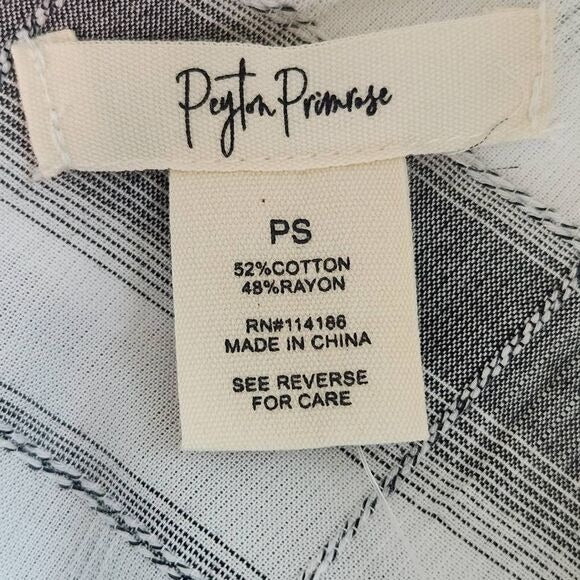 Peyton Primrose
PS
52%COTTON
48%RAYON
RN#114186
MADE IN CHINA
SEE REVERSE
FOR CARE